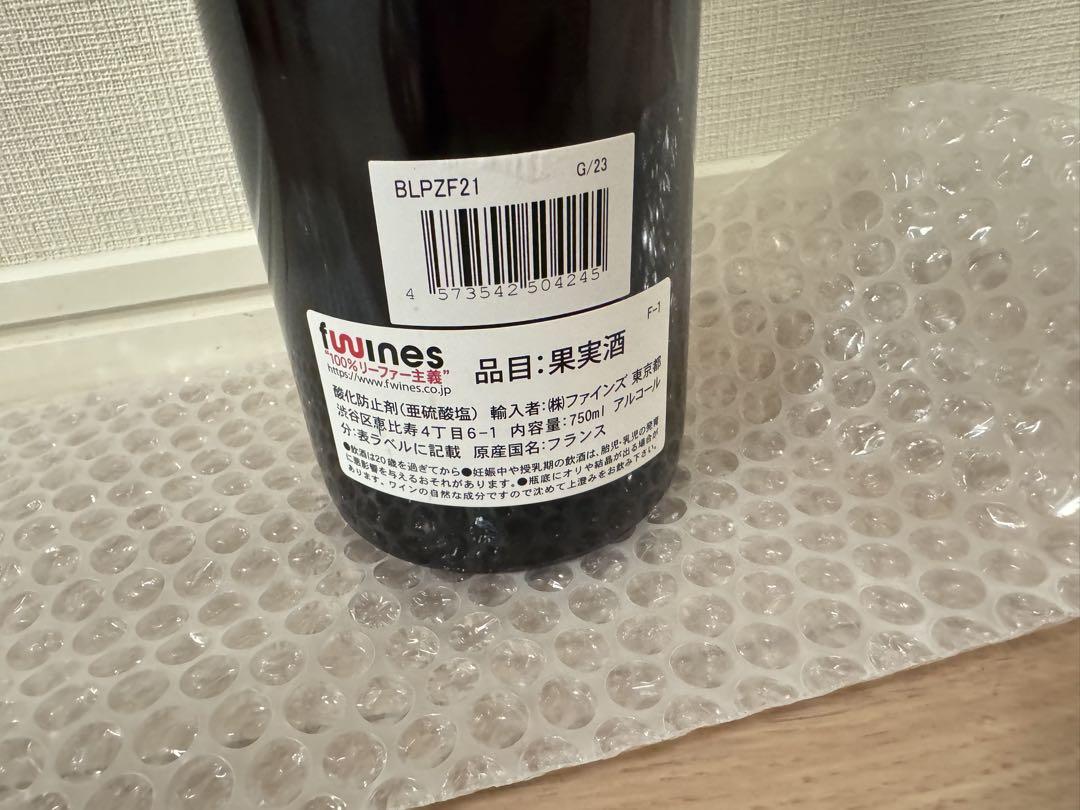 BLPZF21 G/23
4 573542 504245
F-1
fwines
"100%リーファー主義"
https://www.fwines.co.jp
品目:果実酒
酸化防止剤(亜硫酸塩) 輸入者:㈱ファインズ 東京都
渋谷区恵比寿4丁目6-1 内容量:750ml アルコール
分:表ラベルに記載 原産国名:フランス
●飲酒は20歳を過ぎてから●妊娠中や授乳期の飲酒は、胎児・乳児の発育
に悪影響を与えるおそれがあります。●瓶底にオリや結晶が出る場合が
あります、ワインの自然な成分ですので沈めて上澄みをお飲み下さい。